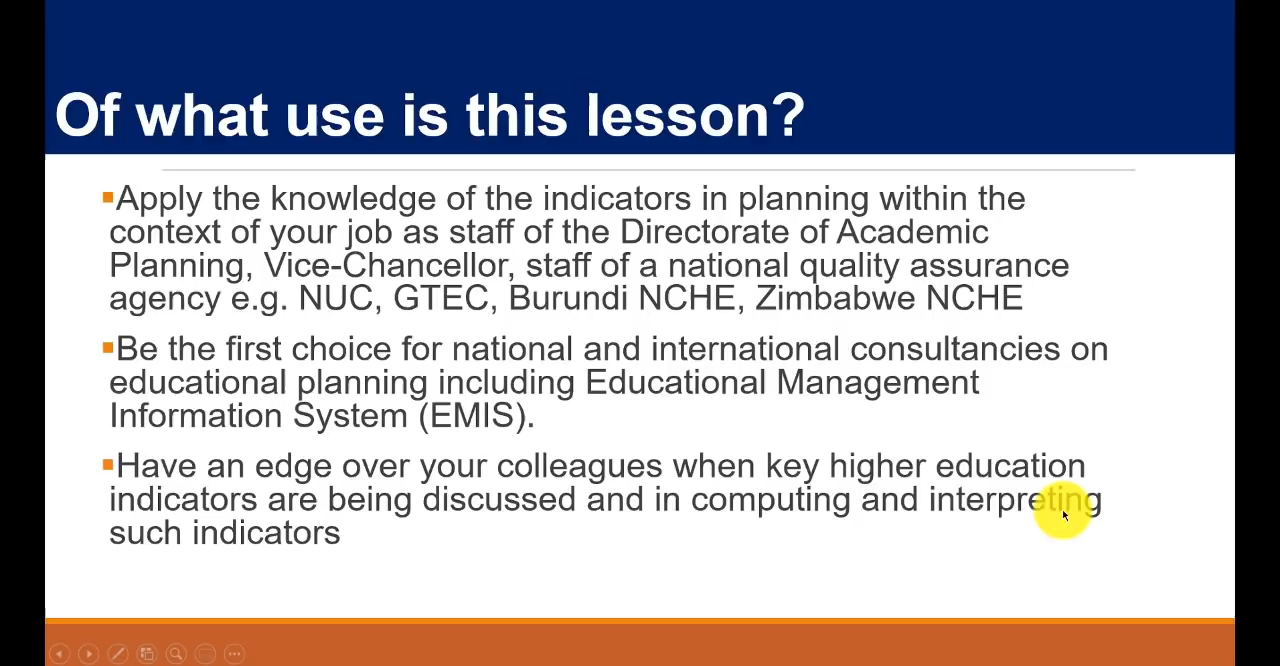 Of what use is this lesson?
▪Apply the knowledge of the indicators in planning within the
context of your job as staff of the Directorate of Academic
Planning, Vice-Chancellor, staff of a national quality assurance
agency e.g. NUC, GTEC, Burundi NCHE, Zimbabwe NCHE
▪Be the first choice for national and international consultancies on
educational planning including Educational Management
Information System (EMIS).
▪Have an edge over your colleagues when key higher education
indicators are being discussed and in computing and interpreting
such indicators